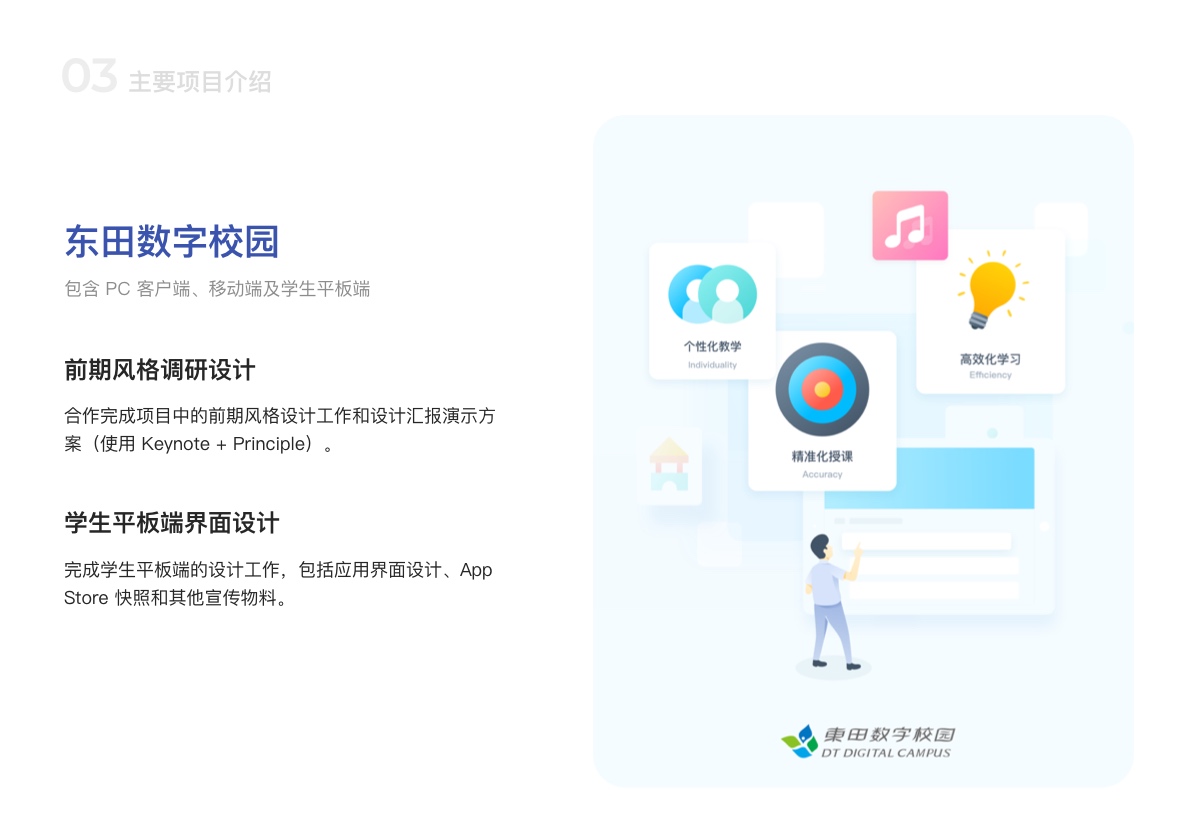 03 主要项目介绍
东田数字校园
包含 PC 客户端、移动端及学生平板端
前期风格调研设计
合作完成项目中的前期风格设计工作和设计汇报演示方
案（使用 Keynote + Principle）。
学生平板端界面设计
完成学生平板端的设计工作，包括应用界面设计、App
Store 快照和其他宣传物料。
个性化教学
Individuality
高效化学习
Efficiency
精准化授课
Accuracy
東田数字校园
DT DIGITAL CAMPUS